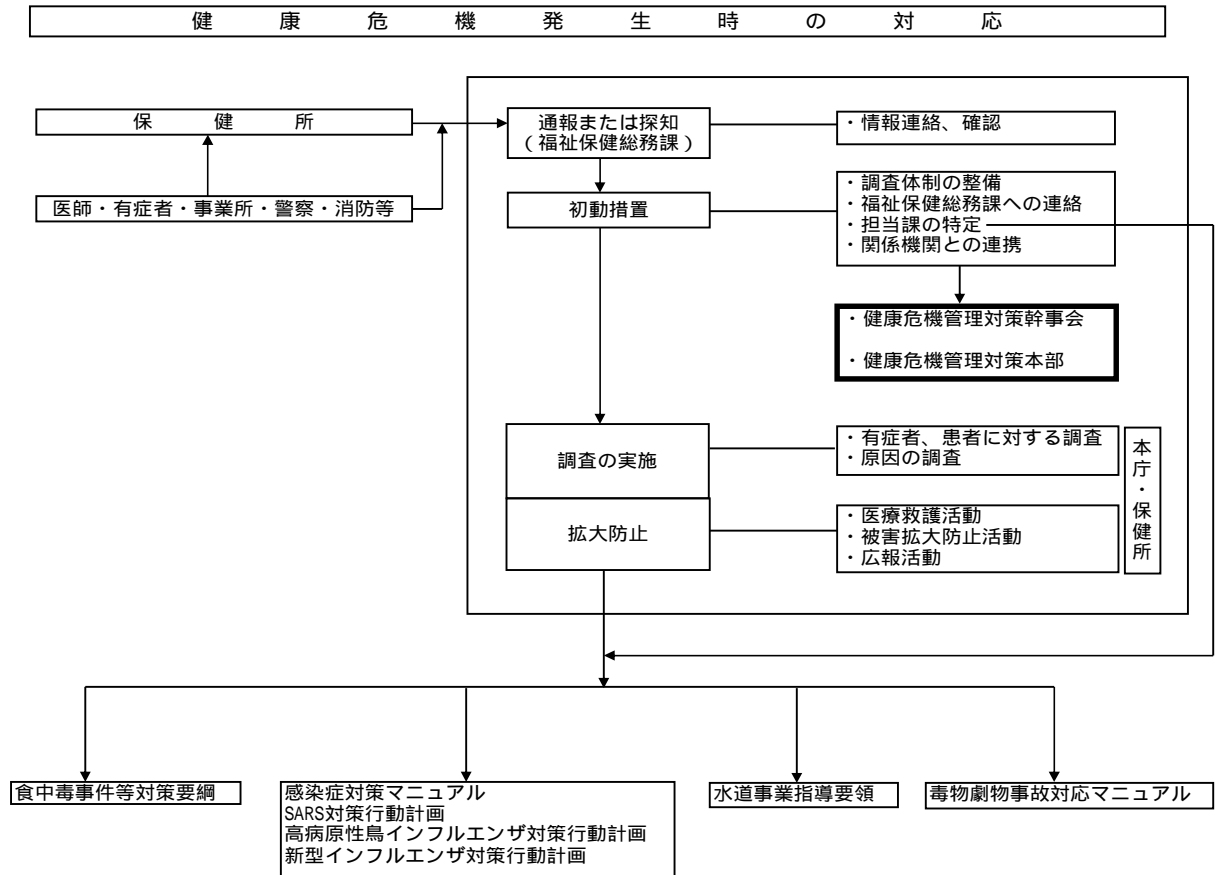 健康危機発生時の対応
保健所
医師・有症者・事業所・警察・消防等
通報または探知
(福祉保健総務課)
・情報連絡、確認
初動措置
・調査体制の整備
・福祉保健総務課への連絡
・担当課の特定
・関係機関との連携
・健康危機管理対策幹事会
・健康危機管理対策本部
調査の実施
・有症者、患者に対する調査
・原因の調査
拡大防止
・医療救護活動
・被害拡大防止活動
・広報活動
本庁・保健所
食中毒事件等対策要綱
感染症対策マニュアル
SARS対策行動計画
高病原性鳥インフルエンザ対策行動計画
新型インフルエンザ対策行動計画
水道事業指導要領
毒物劇物事故対応マニュアル